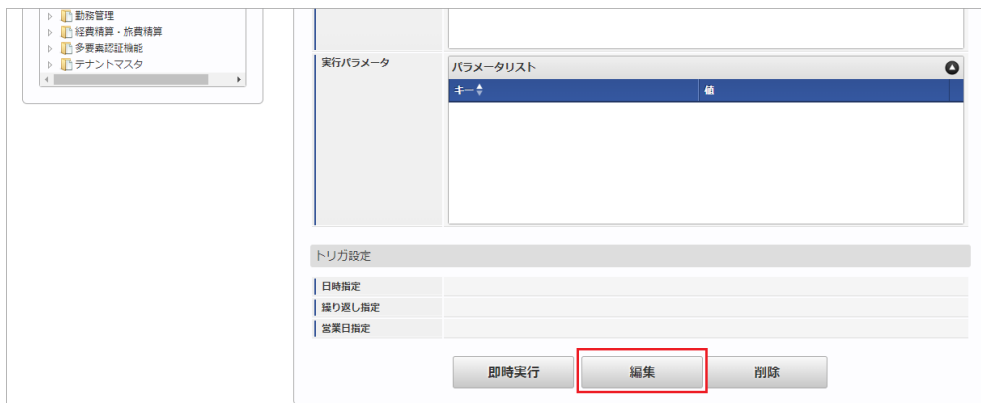 勤務管理
経費精算・旅費精算
多要素認証機能
テナントマスタ
実行パラメータ
パラメータリスト
キー 値
トリガ設定
日時指定
繰り返し指定
営業日指定
即時実行 編集 削除